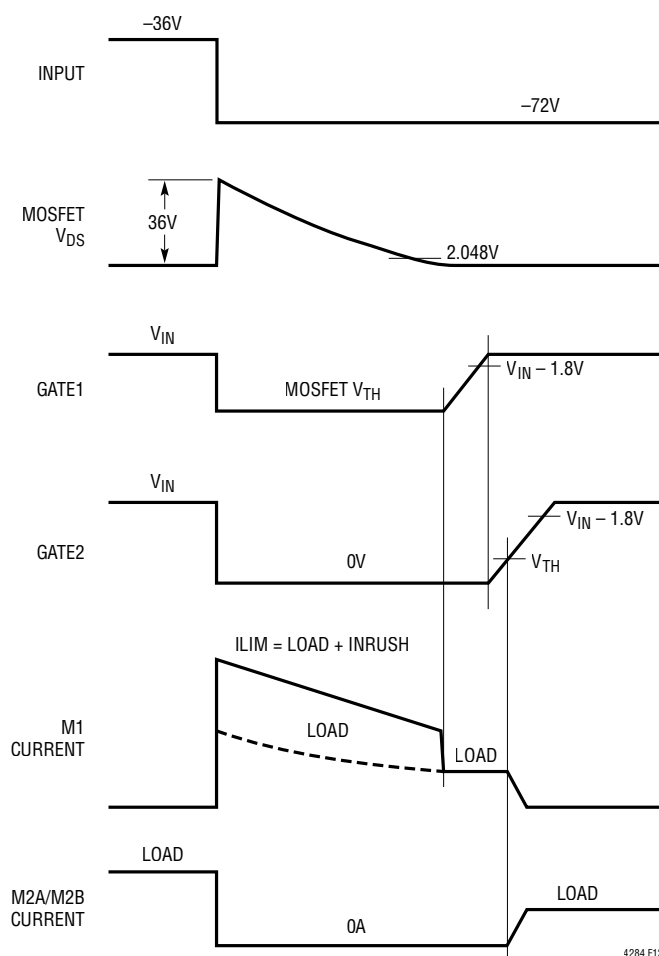 –36V
INPUT
–72V
MOSFET
VDS
36V
2.048V
VIN
GATE1
MOSFET VTH
VIN – 1.8V
VIN
GATE2
0V
VIN – 1.8V
VTH
ILIM = LOAD + INRUSH
M1
CURRENT
LOAD
LOAD
LOAD
M2A/M2B
CURRENT
0A
LOAD